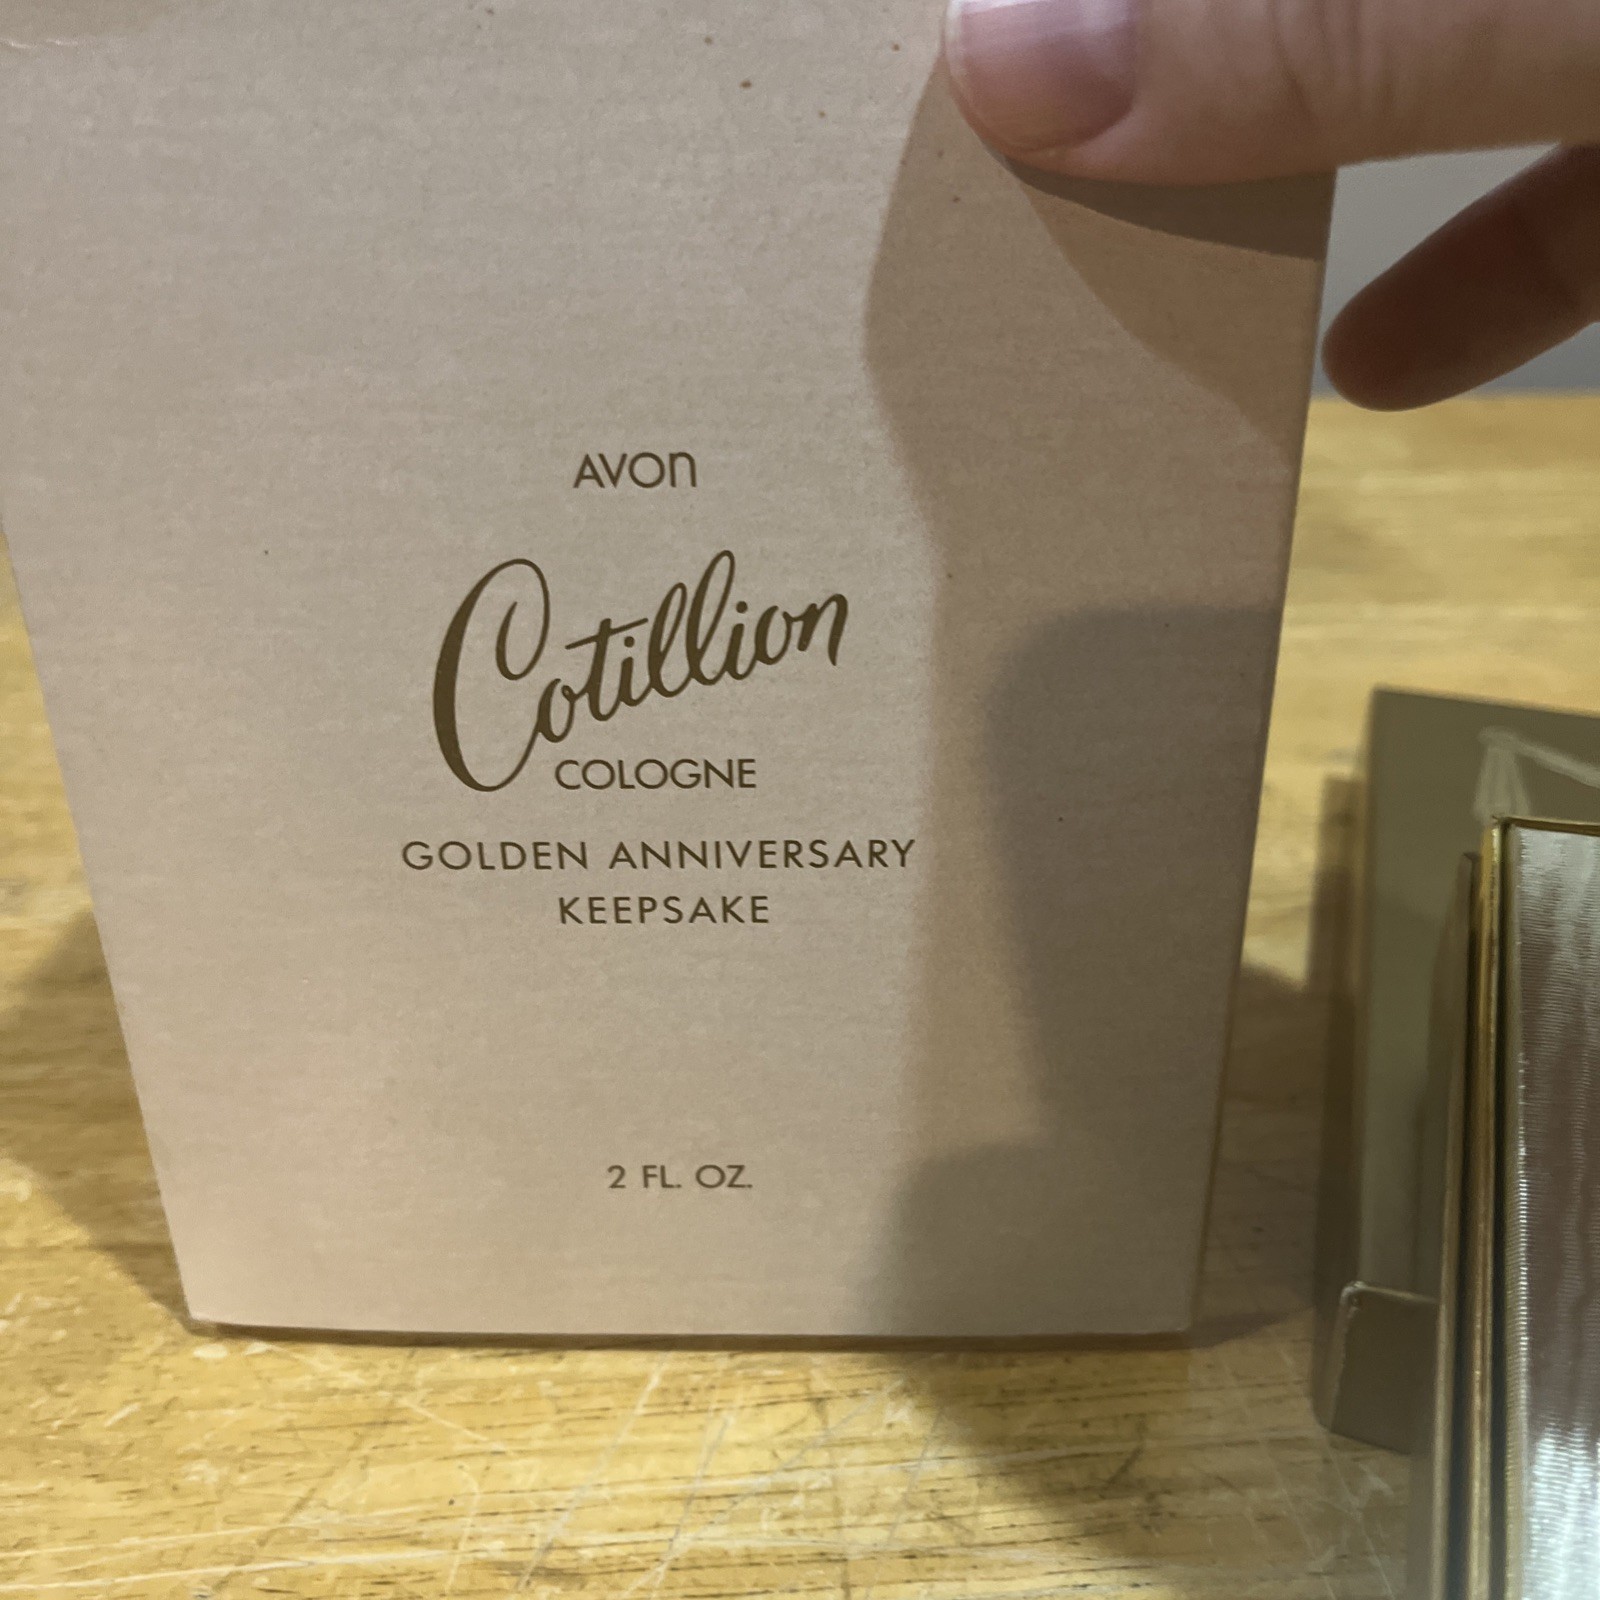 AVON
Cotillion
COLOGNE
GOLDEN ANNIVERSARY
KEEPSAKE
2 FL. OZ.